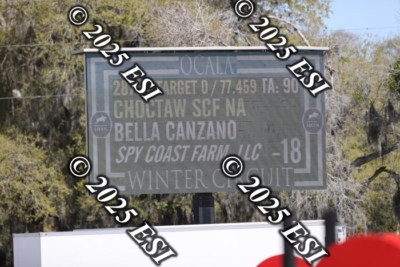 OCALA
TARGET 0 / 77.459 TA: 90
CHOCTAW SCF NA
BELLA CANZANO
SPY COAST FARM, LLC -18
WINTER CIRCUIT
© 2025 ESI
© 2025 ESI
© 2025 ESI
© 2025 ESI